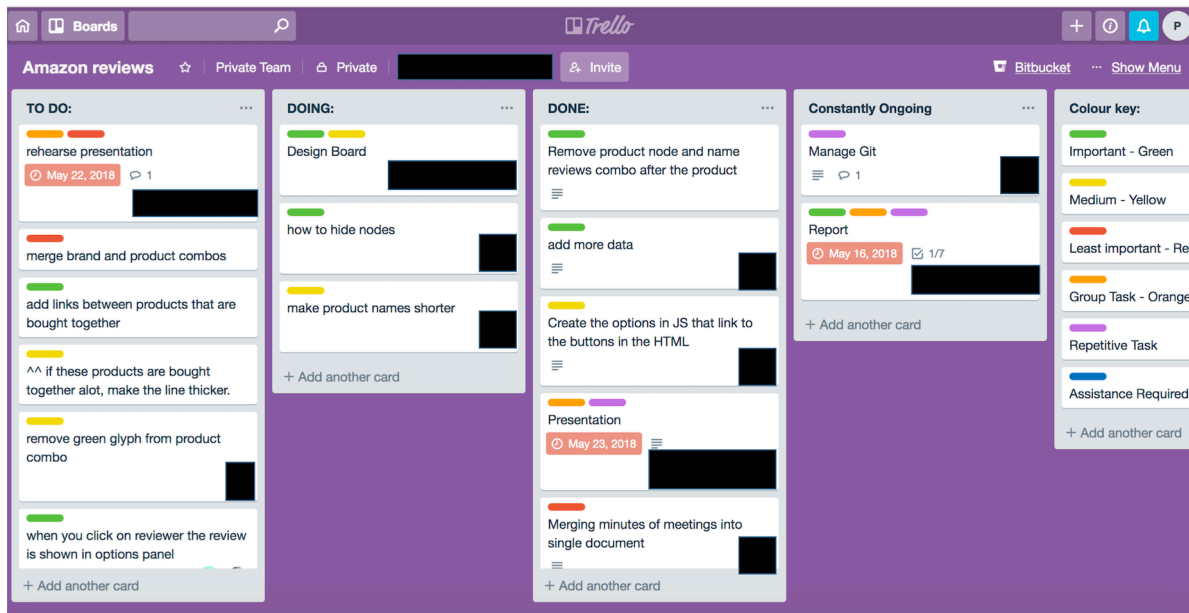 Boards
Trello
P
Amazon reviews
Private Team
Private
Invite
Bitbucket
... Show Menu
TO DO:
...
rehearse presentation
May 22, 2018
1
merge brand and product combos
add links between products that are
bought together
^^ if these products are bought
together alot, make the line thicker.
remove green glyph from product
combo
when you click on reviewer the review
is shown in options panel
+ Add another card
DOING:
...
Design Board
how to hide nodes
make product names shorter
+ Add another card
DONE:
...
Remove product node and name
reviews combo after the product
add more data
Create the options in JS that link to
the buttons in the HTML
Presentation
May 23, 2018
Merging minutes of meetings into
single document
+ Add another card
Constantly Ongoing
...
Manage Git
1
Report
May 16, 2018
1/7
+ Add another card
Colour key:
Important - Green
Medium - Yellow
Least important - Re
Group Task - Orange
Repetitive Task
Assistance Required
+ Add another card